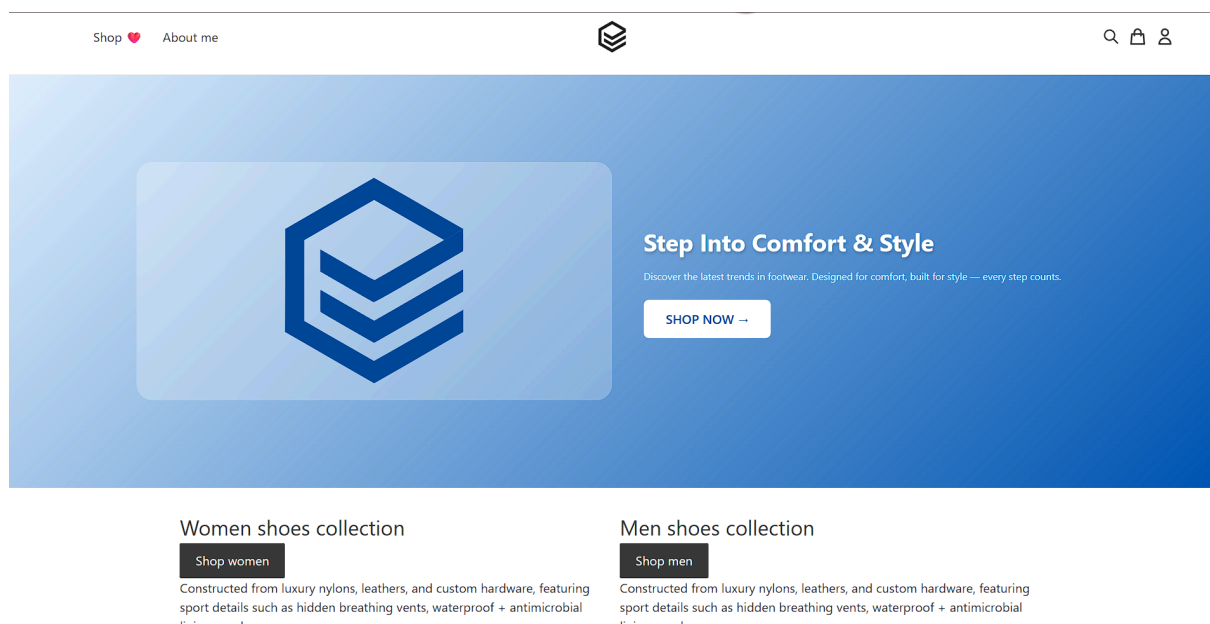 Shop 💗 About me
Step Into Comfort & Style
Discover the latest trends in footwear. Designed for comfort, built for style — every step counts.
SHOP NOW →
Women shoes collection
Shop women
Constructed from luxury nylons, leathers, and custom hardware, featuring
sport details such as hidden breathing vents, waterproof + antimicrobial
Men shoes collection
Shop men
Constructed from luxury nylons, leathers, and custom hardware, featuring
sport details such as hidden breathing vents, waterproof + antimicrobial